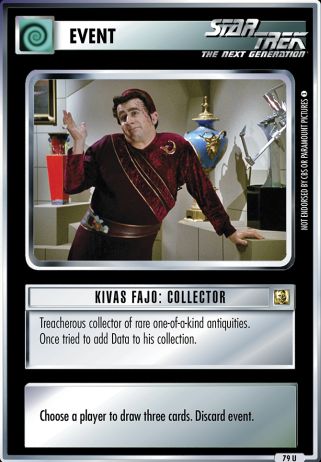 EVENT
STAR TREK
THE NEXT GENERATION
NOT ENDORSED BY CBS OR PARAMOUNT PICTURES
KIVAS FAJO: COLLECTOR
Treacherous collector of rare one-of-a-kind antiquities.
Once tried to add Data to his collection.
Choose a player to draw three cards. Discard event.
79 U